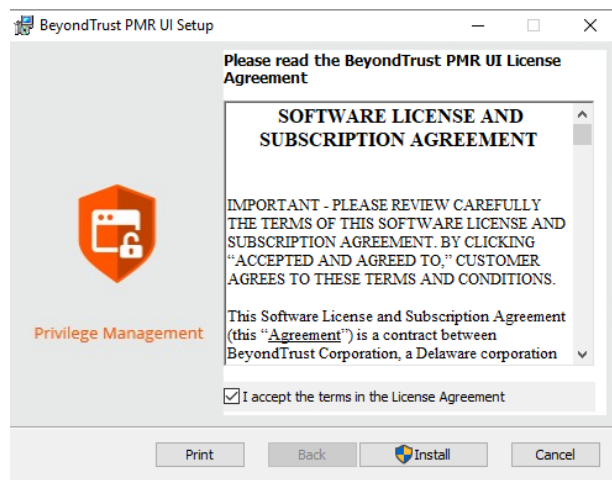 BeyondTrust PMR UI Setup
Please read the BeyondTrust PMR UI License
Agreement
SOFTWARE LICENSE AND
SUBSCRIPTION AGREEMENT
IMPORTANT - PLEASE REVIEW CAREFULLY
THE TERMS OF THIS SOFTWARE LICENSE AND
SUBSCRIPTION AGREEMENT. BY CLICKING
“ACCEPTED AND AGREED TO,” CUSTOMER
AGREES TO THESE TERMS AND CONDITIONS.
This Software License and Subscription Agreement
(this “Agreement”) is a contract between
BeyondTrust Corporation, a Delaware corporation
Privilege Management
I accept the terms in the License Agreement
Print
Back
Install
Cancel